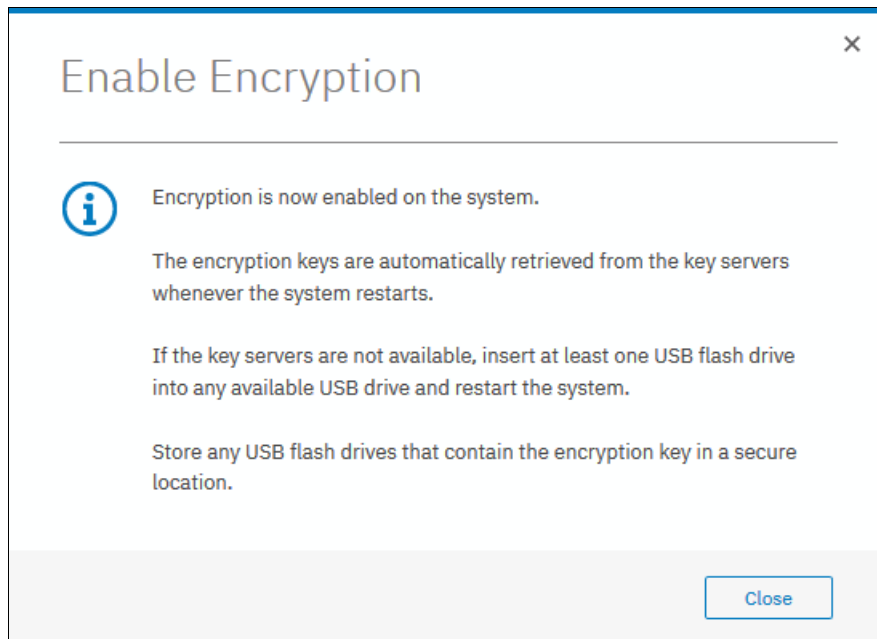 Enable Encryption
Encryption is now enabled on the system.
The encryption keys are automatically retrieved from the key servers
whenever the system restarts.
If the key servers are not available, insert at least one USB flash drive
into any available USB drive and restart the system.
Store any USB flash drives that contain the encryption key in a secure
location.
Close